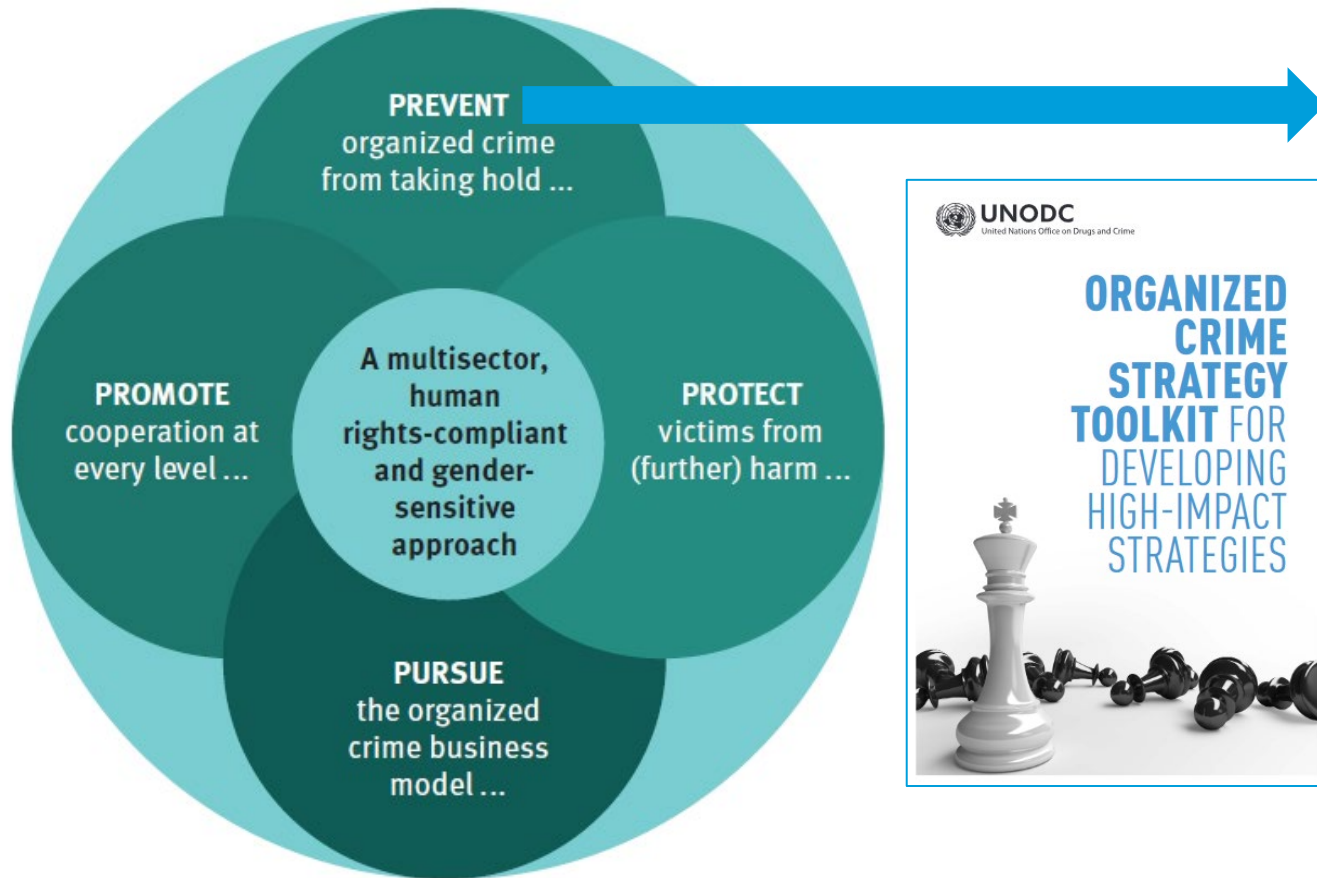 PREVENT
organized crime
from taking hold ...
PROMOTE
cooperation at
every level ...
A multisector,
human
rights-compliant
and gender-
sensitive
approach
PROTECT
victims from
(further) harm ...
PURSUE
the organized
crime business
model ...
UNODC
United Nations Office on Drugs and Crime
ORGANIZED
CRIME
STRATEGY
TOOLKIT FOR
DEVELOPING
HIGH-IMPACT
STRATEGIES